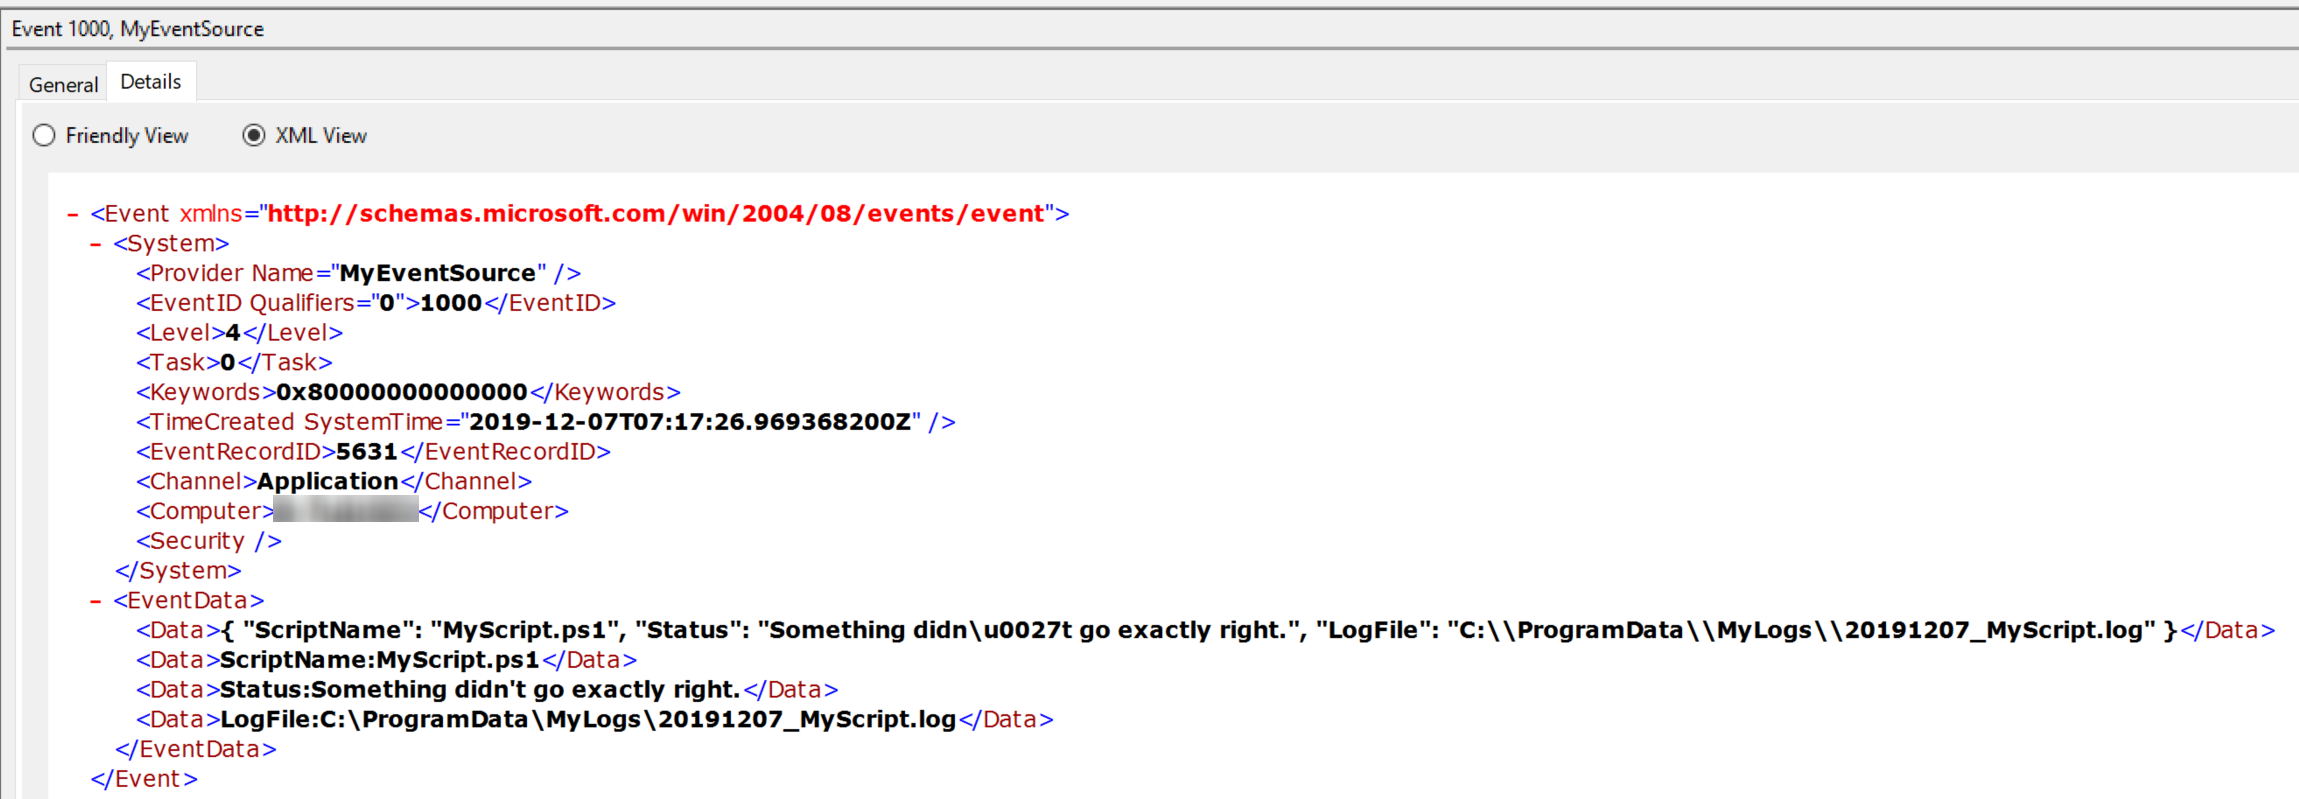 Event 1000, MyEventSource
General Details
Friendly View XML View
- <Event xmlns="http://schemas.microsoft.com/win/2004/08/events/event">
- <System>
<Provider Name="MyEventSource" />
<EventID Qualifiers="0">1000</EventID>
<Level>4</Level>
<Task>0</Task>
<Keywords>0x80000000000000</Keywords>
<TimeCreated SystemTime="2019-12-07T07:17:26.969368200Z" />
<EventRecordID>5631</EventRecordID>
<Channel>Application</Channel>
<Computer></Computer>
<Security />
</System>
- <EventData>
<Data>{ "ScriptName": "MyScript.ps1", "Status": "Something didn\u0027t go exactly right.", "LogFile": "C:\\ProgramData\\MyLogs\\20191207_MyScript.log" }</Data>
<Data>ScriptName:MyScript.ps1</Data>
<Data>Status:Something didn't go exactly right.</Data>
<Data>LogFile:C:\ProgramData\MyLogs\20191207_MyScript.log</Data>
</EventData>
</Event>